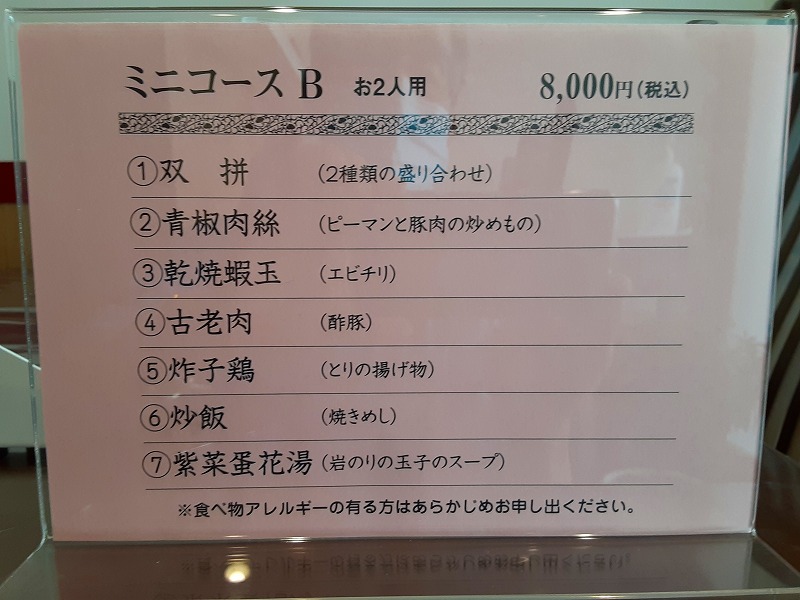 ミニコース B お2人用 8,000円(税込)
①双 拼 (2種類の盛り合わせ)
②青椒肉絲 (ピーマンと豚肉の炒めもの)
③乾焼蝦玉 (エビチリ)
④古老肉 (酢豚)
⑤炸子鶏 (とりの揚げ物)
⑥炒飯 (焼きめし)
⑦紫菜蛋花湯 (岩のりの玉子のスープ)
※食べ物アレルギーの有る方はあらかじめお申し出ください。